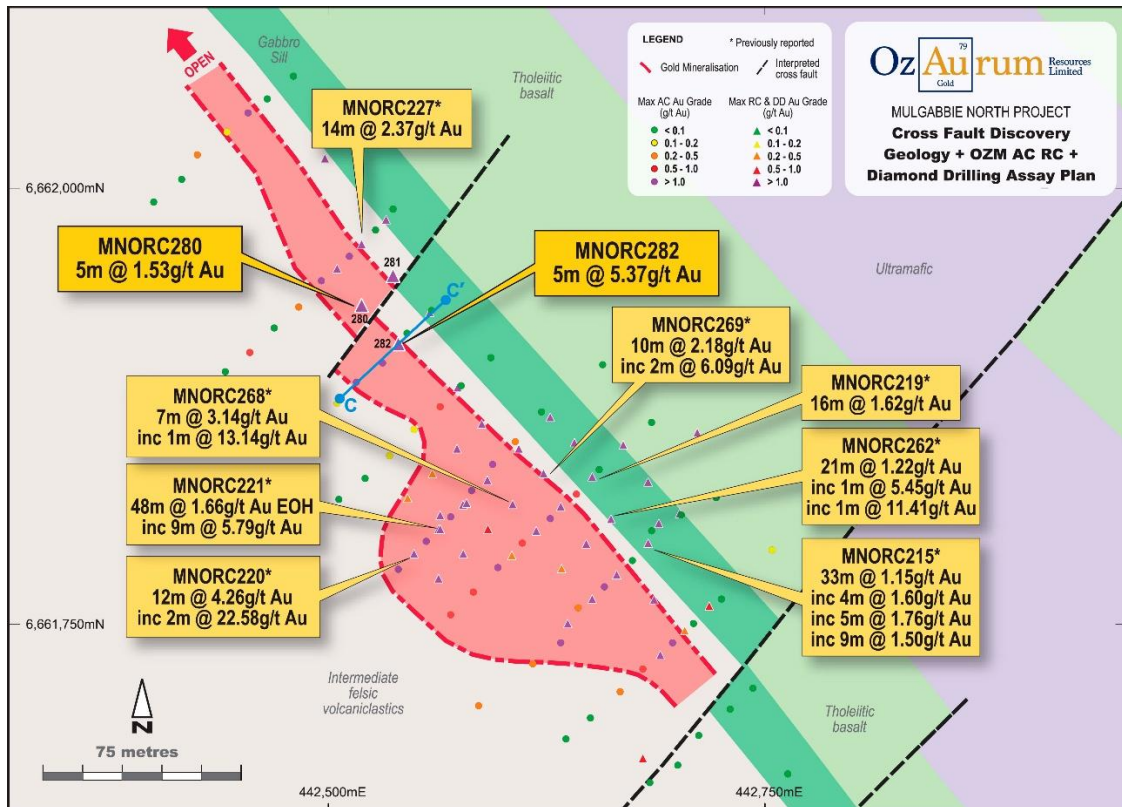 OPEN
Gabbro
Sill
Tholeiitic
basalt
LEGEND
* Previously reported
Gold Mineralisation
Interpreted
cross fault
Max AC Au Grade
(g/t Au)
< 0.1
0.1 - 0.2
0.2 - 0.5
0.5 - 1.0
> 1.0
Max RC & DD Au Grade
(g/t Au)
< 0.1
0.1 - 0.2
0.2 - 0.5
0.5 - 1.0
> 1.0
79
OzAurum Resources
Limited
Gold
MULGABBIE NORTH PROJECT
Cross Fault Discovery
Geology + OZM AC RC +
Diamond Drilling Assay Plan
MNORC227*
14m @ 2.37g/t Au
6,662,000mN
MNORC280
5m @ 1.53g/t Au
281
280
282
MNORC282
5m @ 5.37g/t Au
C'
C
Ultramafic
MNORC269*
10m @ 2.18g/t Au
inc 2m @ 6.09g/t Au
MNORC268*
7m @ 3.14g/t Au
inc 1m @ 13.14g/t Au
MNORC219*
16m @ 1.62g/t Au
MNORC221*
48m @ 1.66g/t Au EOH
inc 9m @ 5.79g/t Au
MNORC262*
21m @ 1.22g/t Au
inc 1m @ 5.45g/t Au
inc 1m @ 11.41g/t Au
MNORC220*
12m @ 4.26g/t Au
inc 2m @ 22.58g/t Au
MNORC215*
33m @ 1.15g/t Au
inc 4m @ 1.60g/t Au
inc 5m @ 1.76g/t Au
inc 9m @ 1.50g/t Au
6,661,750mN
Intermediate
felsic
volcaniclastics
Tholeiitic
basalt
N
75 metres
442,500mE
442,750mE